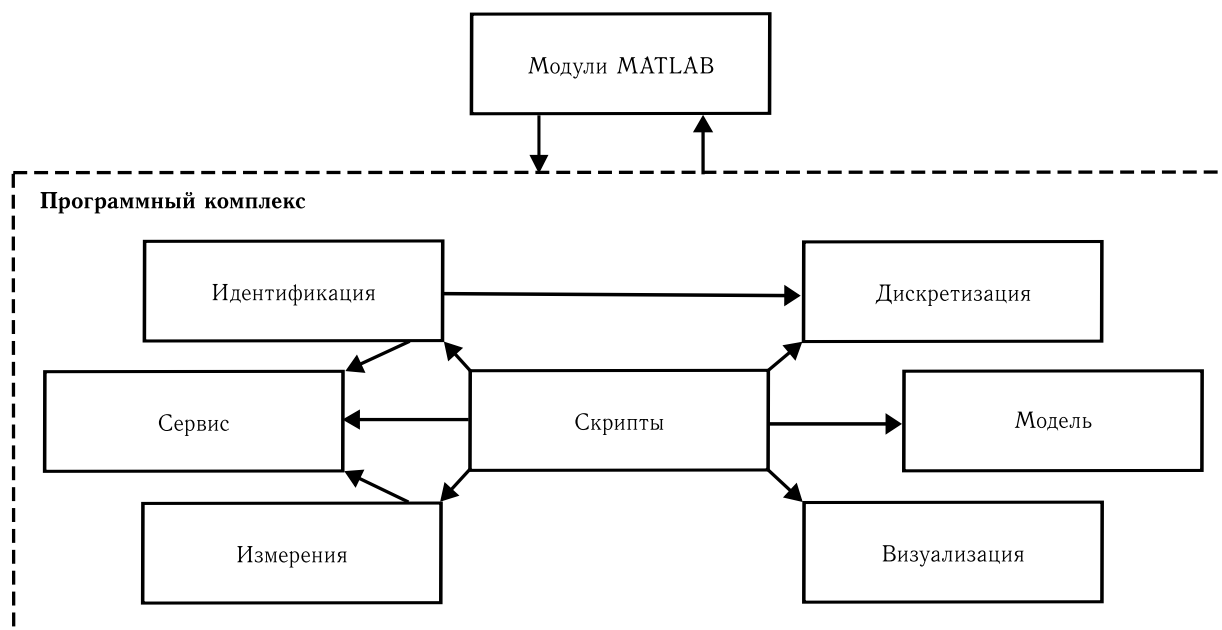 Модули MATLAB
Программный комплекс
Идентификация
Дискретизация
Сервис
Скрипты
Модель
Измерения
Визуализация